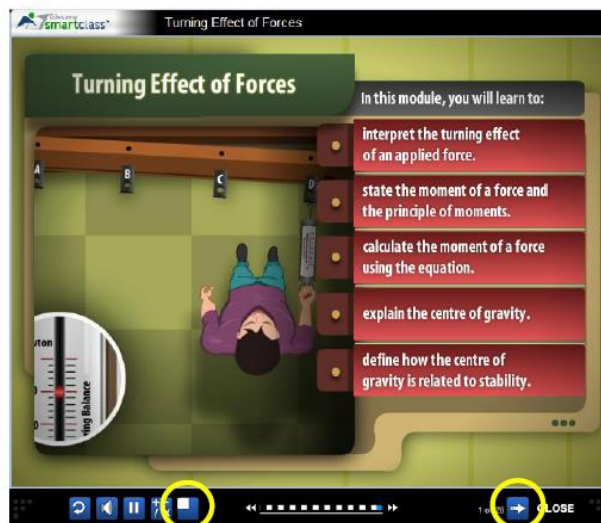 smartclass
Turning Effect of Forces
Turning Effect of Forces
In this module, you will learn to:
interpret the turning effect
of an applied force.
state the moment of a force and
the principle of moments.
calculate the moment of a force
using the equation.
explain the centre of gravity.
define how the centre of
gravity is related to stability.
A
B
C
D
Balance
CLOSE